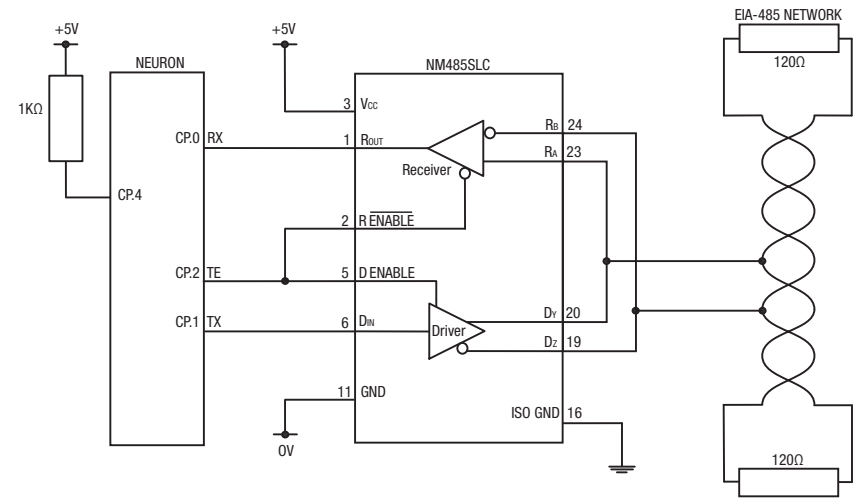 EIA-485 NETWORK
120Ω
+5V
+5V
NEURON
NM485SLC
1KΩ
3 VCC
CP.0 RX
1 ROUT
RB 24
RA 23
Receiver
CP.4
2 R ENABLE
CP.2 TE
5 D ENABLE
CP.1 TX
6 DIN
Driver
DY 20
DZ 19
11 GND
ISO GND 16
0V
120Ω